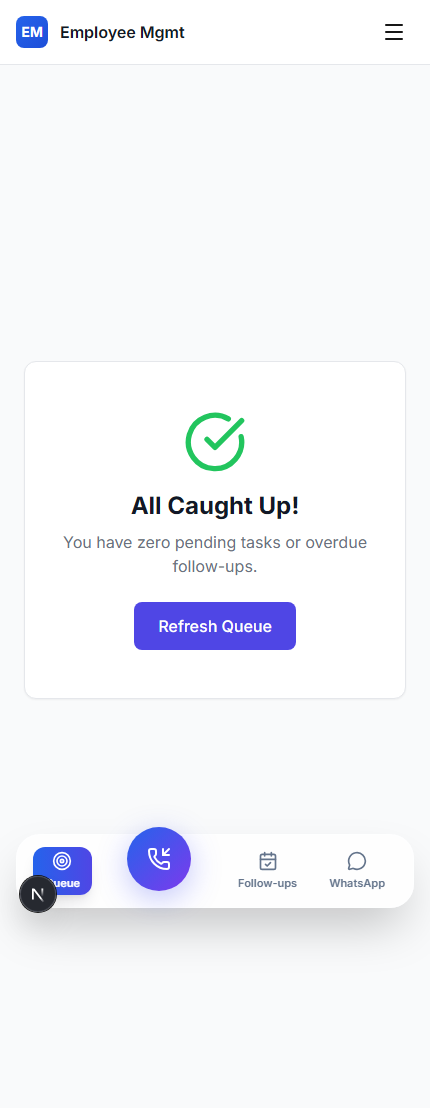 EM
Employee Mgmt
All Caught Up!
You have zero pending tasks or overdue
follow-ups.
Refresh Queue
Follow-ups
WhatsApp
N